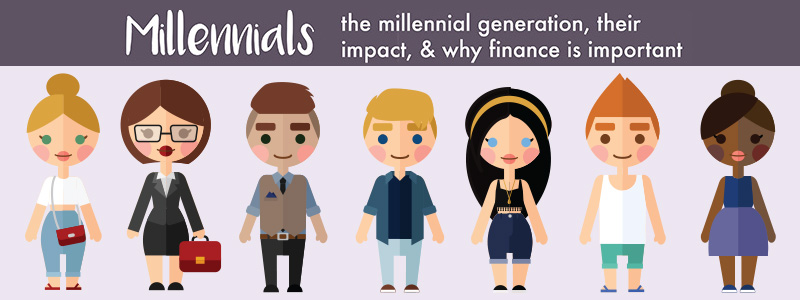 Millennials
the millennial generation, their
impact, & why finance is important